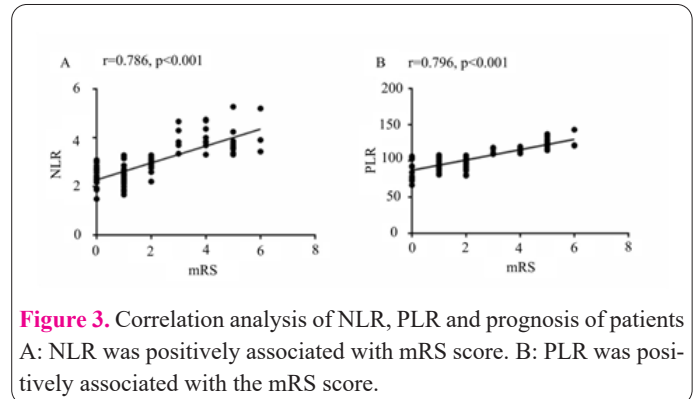 A r=0.786, p<0.001
6
4
2
0
NLR
0 2 4 6 8
mRS
B r=0.796, p<0.001
200
150
100
50
0
PLR
0 2 4 6 8
mRS
Figure 3. Correlation analysis of NLR, PLR and prognosis of patients
A: NLR was positively associated with mRS score. B: PLR was posi-
tively associated with the mRS score.